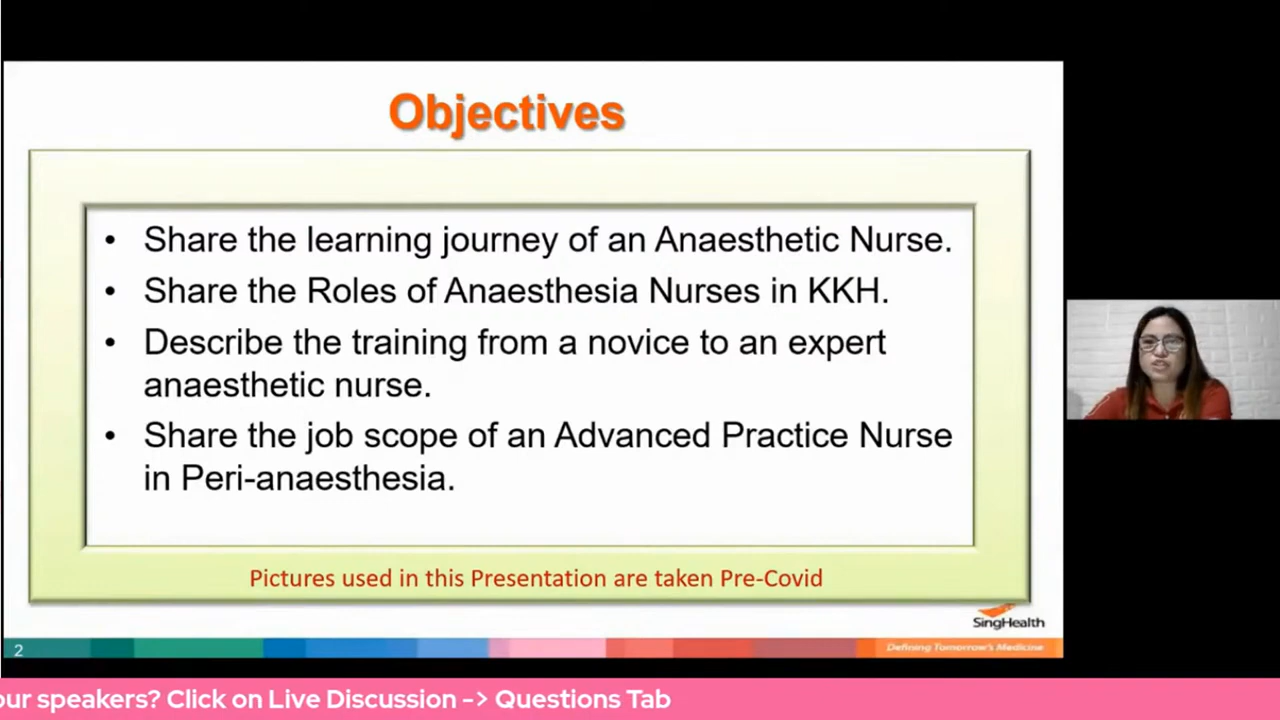 Objectives
• Share the learning journey of an Anaesthetic Nurse.
• Share the Roles of Anaesthesia Nurses in KKH.
• Describe the training from a novice to an expert
anaesthetic nurse.
• Share the job scope of an Advanced Practice Nurse
in Peri-anaesthesia.
Pictures used in this Presentation are taken Pre-Covid
SingHealth
2
Defining Tomorrow's Medicine
our speakers? Click on Live Discussion -> Questions Tab